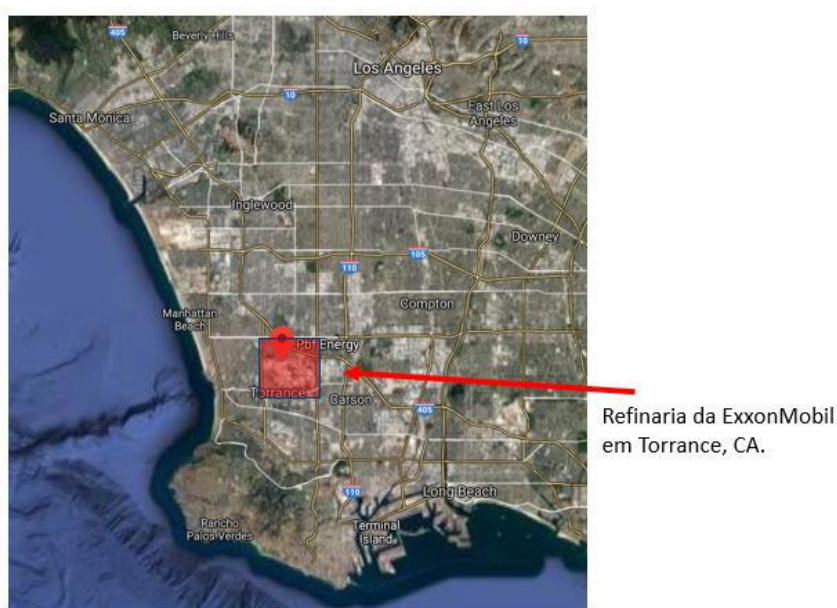 405
Beverly Hills
10
Los Angeles
10
East Los
Angeles
Santa Mónica
Inglewood
Downey
105
110
Compton
Manhattan
Beach
Pbf Energy
Torrance
Carson
405
Refinaria da ExxonMobil
em Torrance, CA.
110
Long Beach
Rancho
Palos Verdes
Terminal
Island